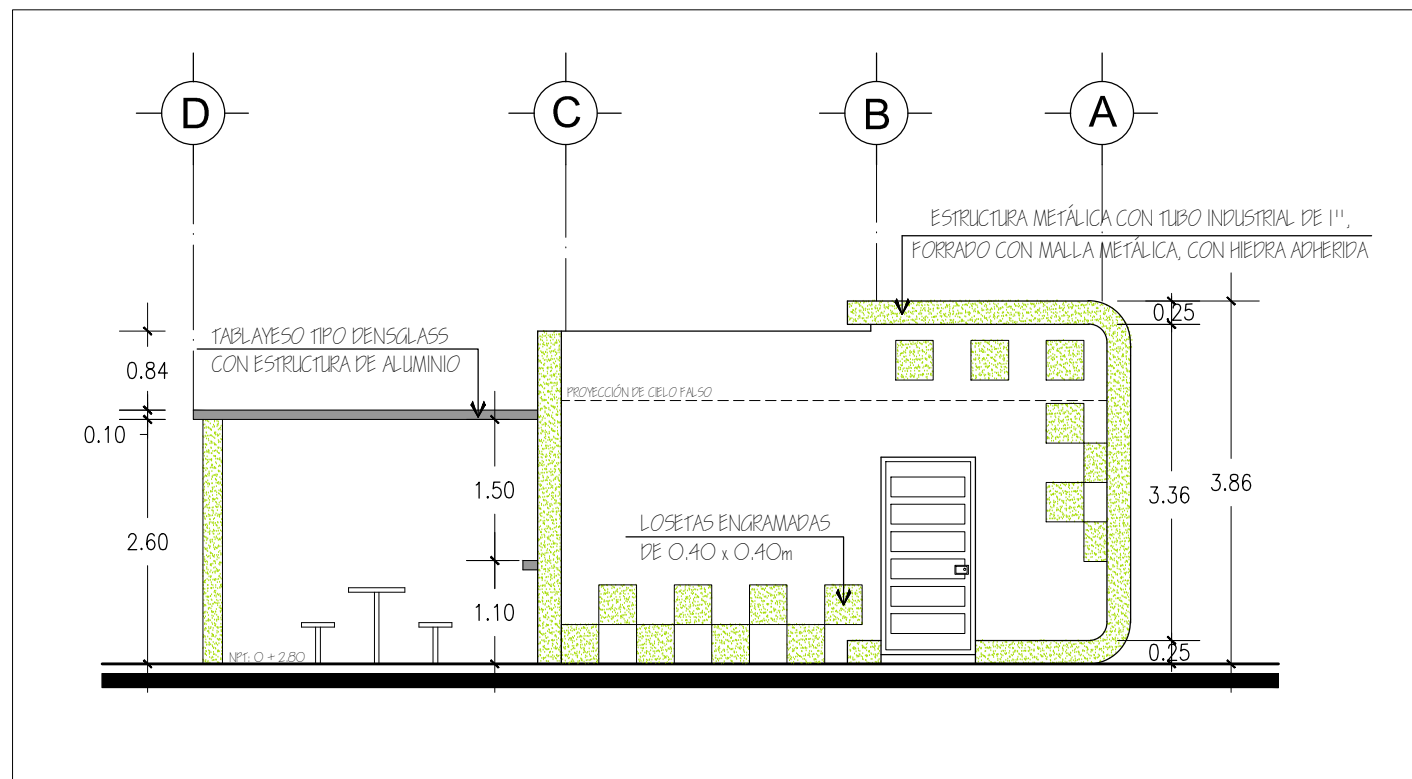 D
C
B
A
ESTRUCTURA METÁLICA CON TUBO INDUSTRIAL DE 1'',
FORRADO CON MALLA METÁLICA, CON HIEDRA ADHERIDA
0.25
TABLAYESO TIPO DENSGLASS
CON ESTRUCTURA DE ALUMINIO
0.84
PROYECCIÓN DE CIELO FALSO
0.10
1.50
3.36
3.86
LOSETAS ENGRAMADAS
DE 0.40 x 0.40m
2.60
1.10
NPT: 0 + 2.80
0.25